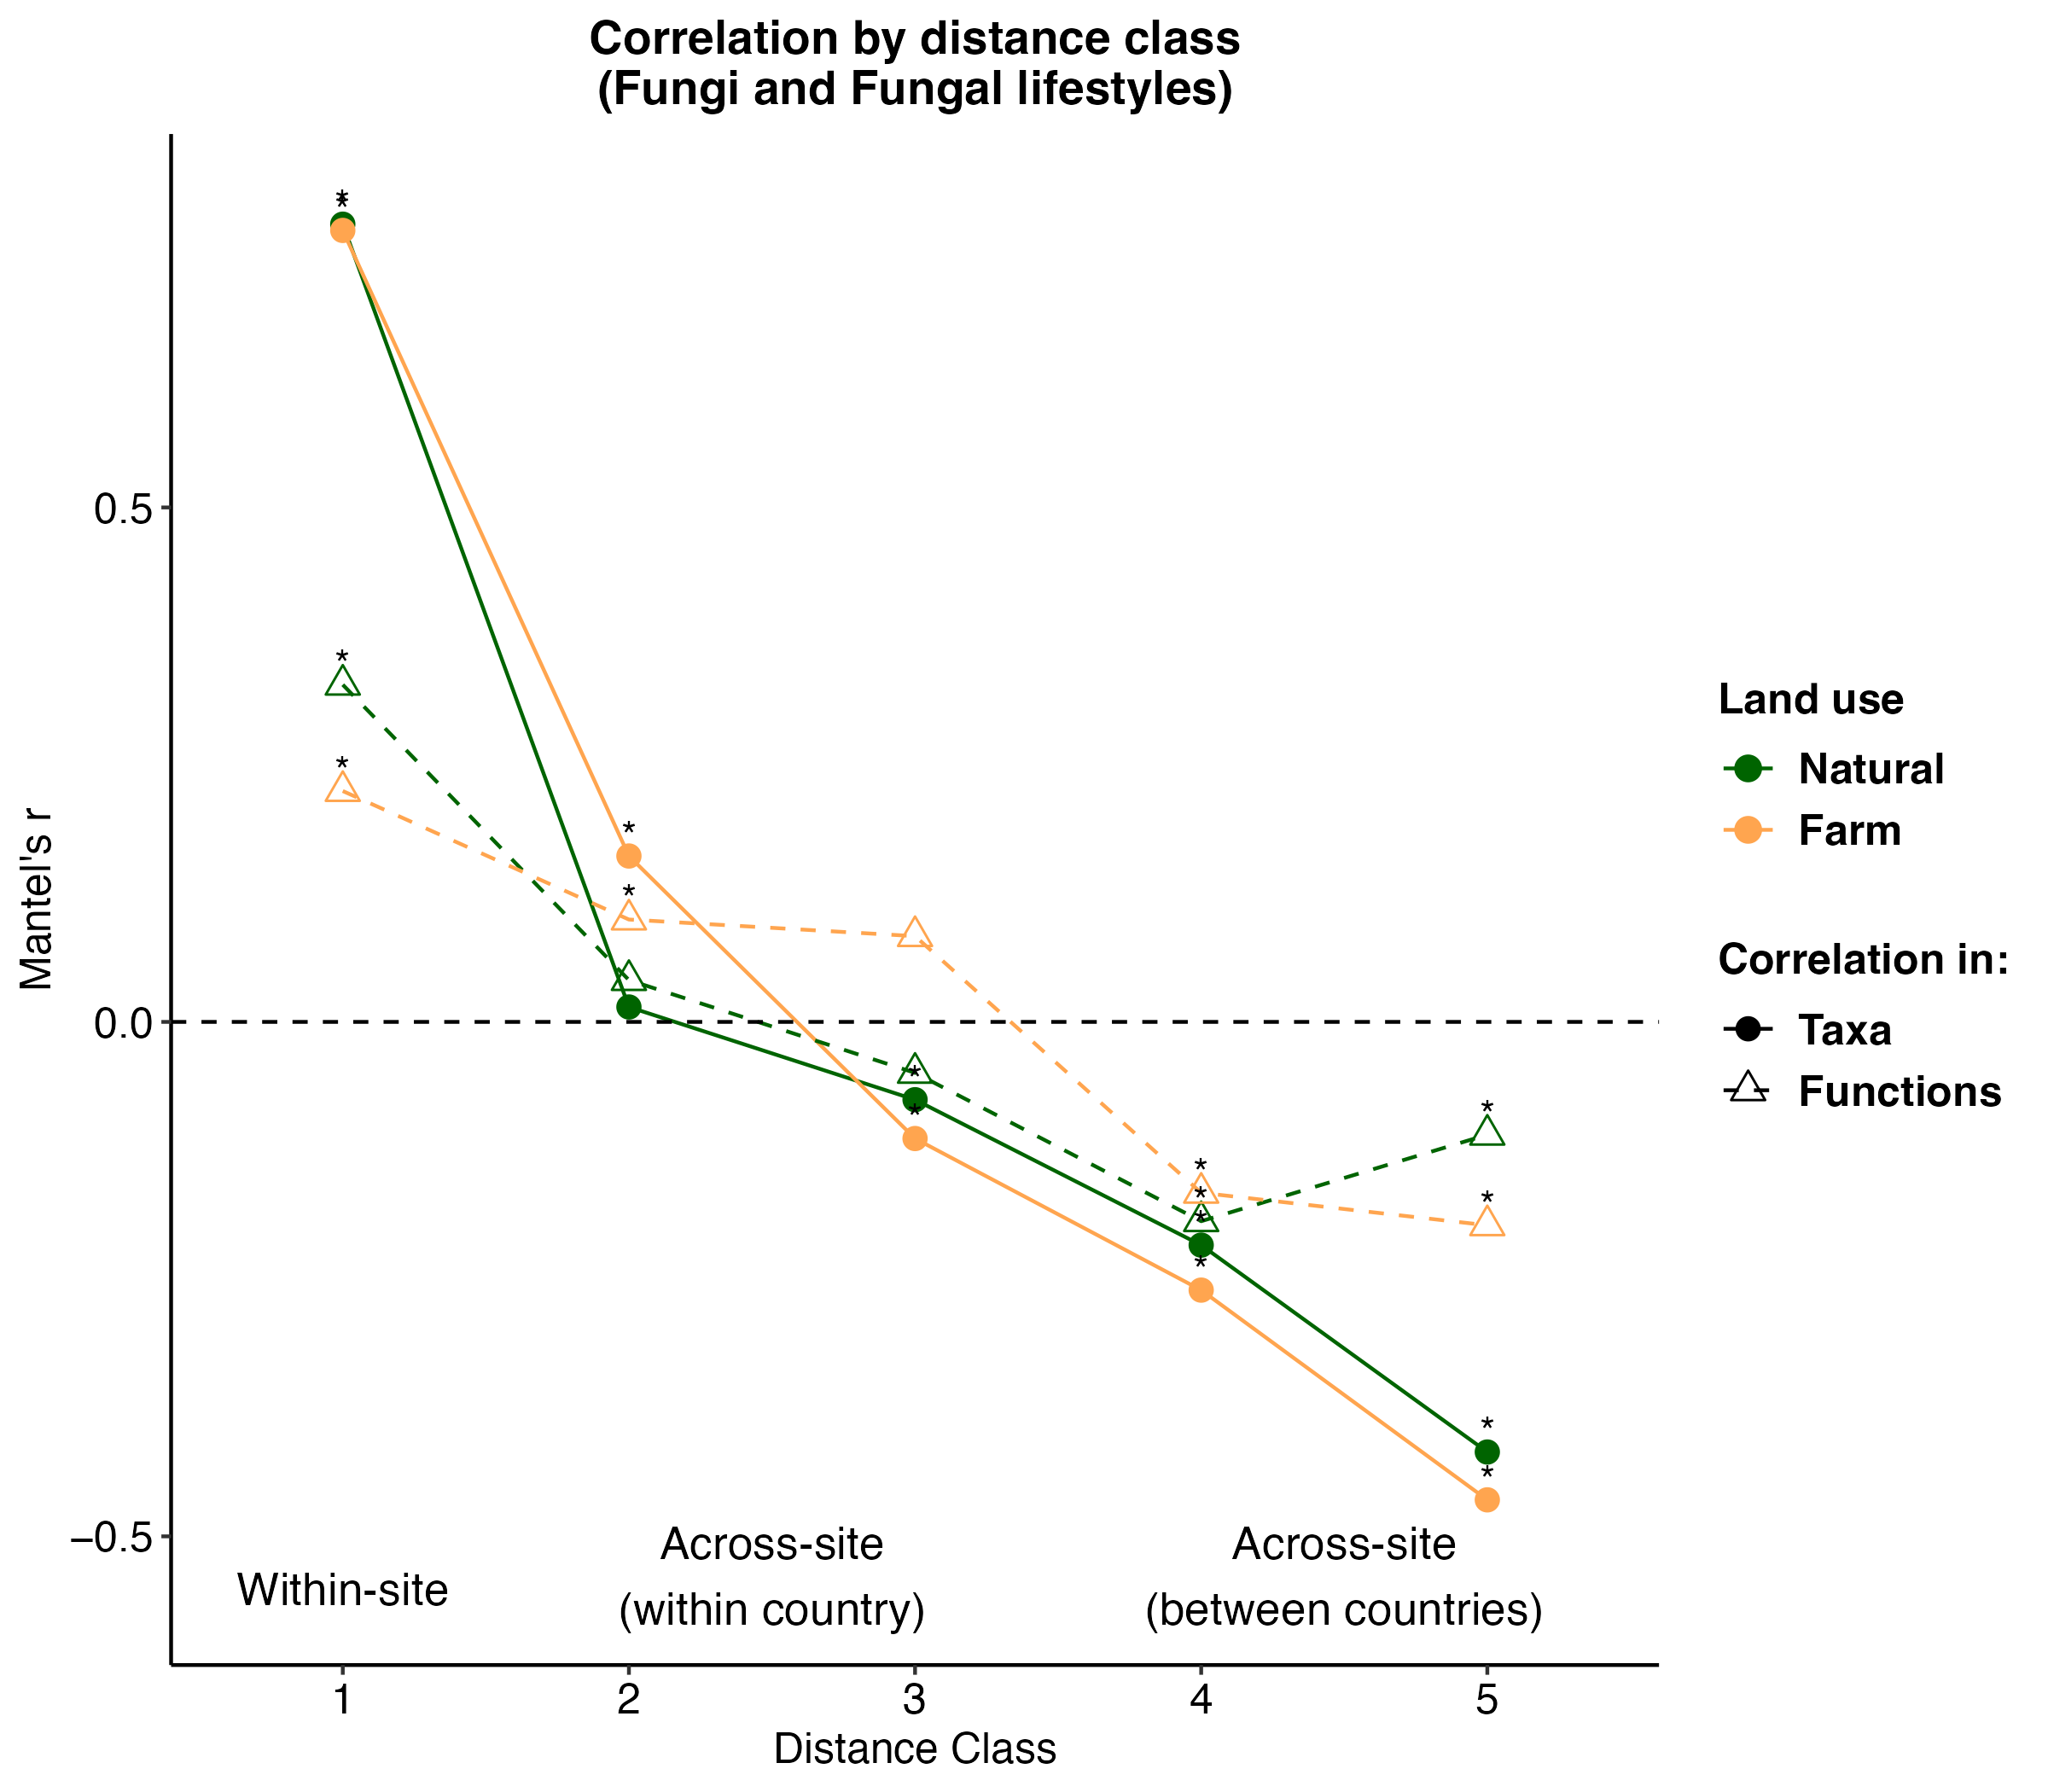 Correlation by distance class
(Fungi and Fungal lifestyles)
Mantel's r
0.5
0.0
−0.5
Within-site
Across-site
(within country)
Across-site
(between countries)
1 2 3 4 5
Distance Class
Land use
Natural
Farm
Correlation in:
Taxa
Functions